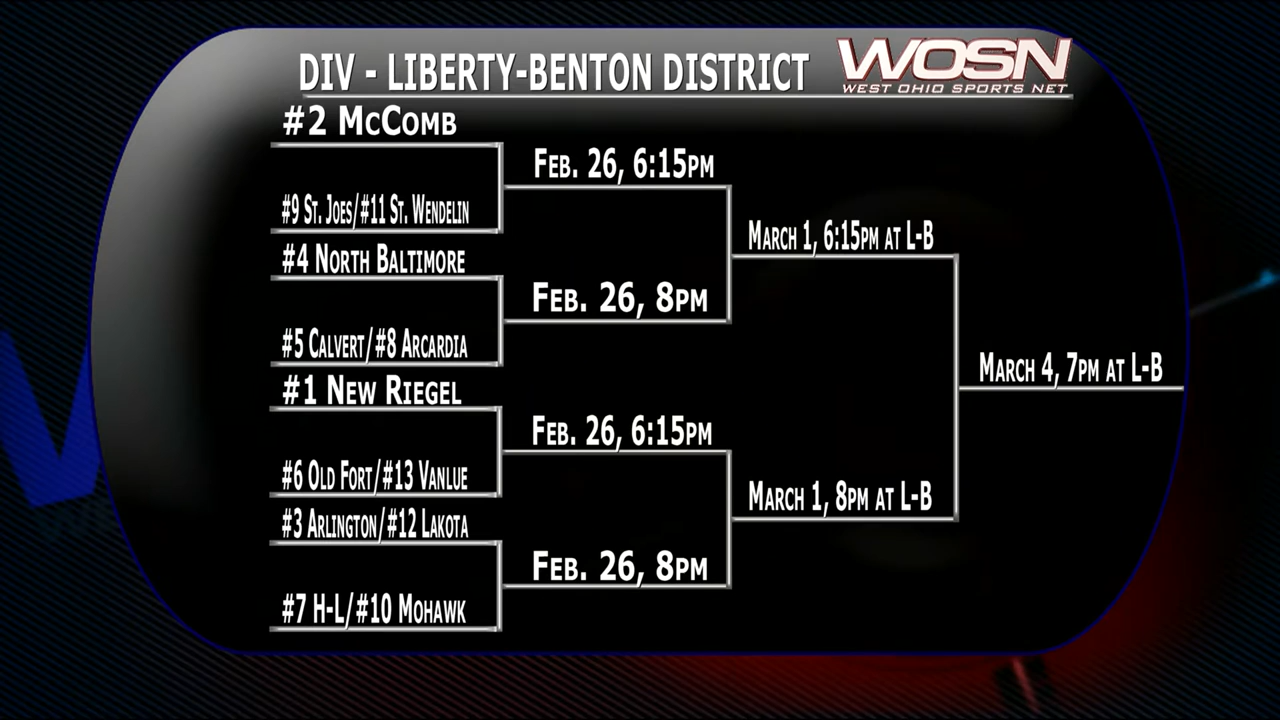 DIV - LIBERTY-BENTON DISTRICT
WOSN
WEST OHIO SPORTS NET
#2 McComb
Feb. 26, 6:15pm
#9 St. Joes/#11 St. Wendelin
March 1, 6:15pm at L-B
#4 North Baltimore
Feb. 26, 8pm
#5 Calvert/#8 Arcardia
March 4, 7pm at L-B
#1 New Riegel
Feb. 26, 6:15pm
#6 Old Fort/#13 Vanlue
March 1, 8pm at L-B
#3 Arlington/#12 Lakota
Feb. 26, 8pm
#7 H-L/#10 Mohawk